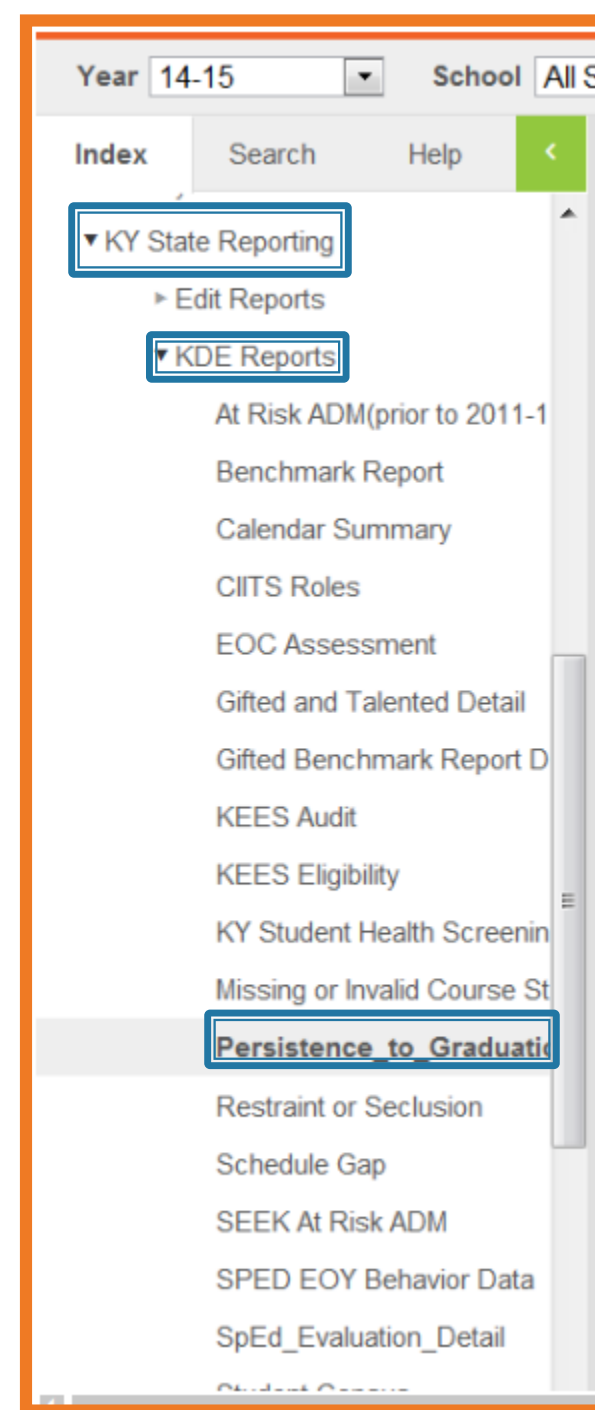 Year 14-15 School All S
Index Search Help
KY State Reporting
Edit Reports
KDE Reports
At Risk ADM(prior to 2011-1
Benchmark Report
Calendar Summary
CIITS Roles
EOC Assessment
Gifted and Talented Detail
Gifted Benchmark Report D
KEES Audit
KEES Eligibility
KY Student Health Screenin
Missing or Invalid Course St
Persistence_to_Graduatio
Restraint or Seclusion
Schedule Gap
SEEK At Risk ADM
SPED EOY Behavior Data
SpEd_Evaluation_Detail
Student Census